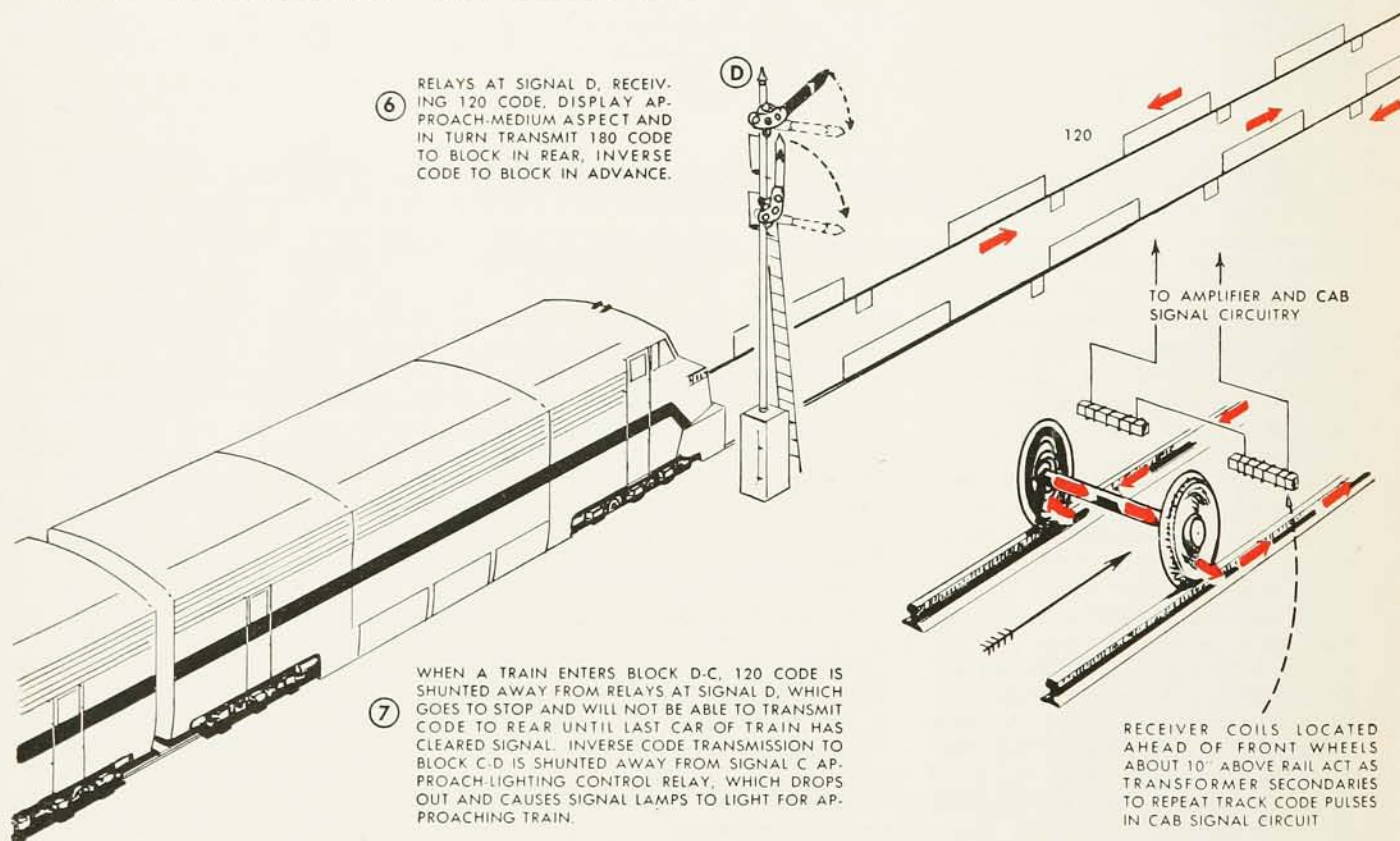 6
RELAYS AT SIGNAL D, RECEIV-
ING 120 CODE, DISPLAY AP-
PROACH-MEDIUM ASPECT AND
IN TURN TRANSMIT 180 CODE
TO BLOCK IN REAR, INVERSE
CODE TO BLOCK IN ADVANCE.
D
120
TO AMPLIFIER AND CAB
SIGNAL CIRCUITRY
7
WHEN A TRAIN ENTERS BLOCK D-C, 120 CODE IS
SHUNTED AWAY FROM RELAYS AT SIGNAL D, WHICH
GOES TO STOP AND WILL NOT BE ABLE TO TRANSMIT
CODE TO REAR UNTIL LAST CAR OF TRAIN HAS
CLEARED SIGNAL. INVERSE CODE TRANSMISSION TO
BLOCK C-D IS SHUNTED AWAY FROM SIGNAL C AP-
PROACH-LIGHTING CONTROL RELAY, WHICH DROPS
OUT AND CAUSES SIGNAL LAMPS TO LIGHT FOR AP-
PROACHING TRAIN.
RECEIVER COILS LOCATED
AHEAD OF FRONT WHEELS
ABOUT 10" ABOVE RAIL ACT AS
TRANSFORMER SECONDARIES
TO REPEAT TRACK CODE PULSES
IN CAB SIGNAL CIRCUIT